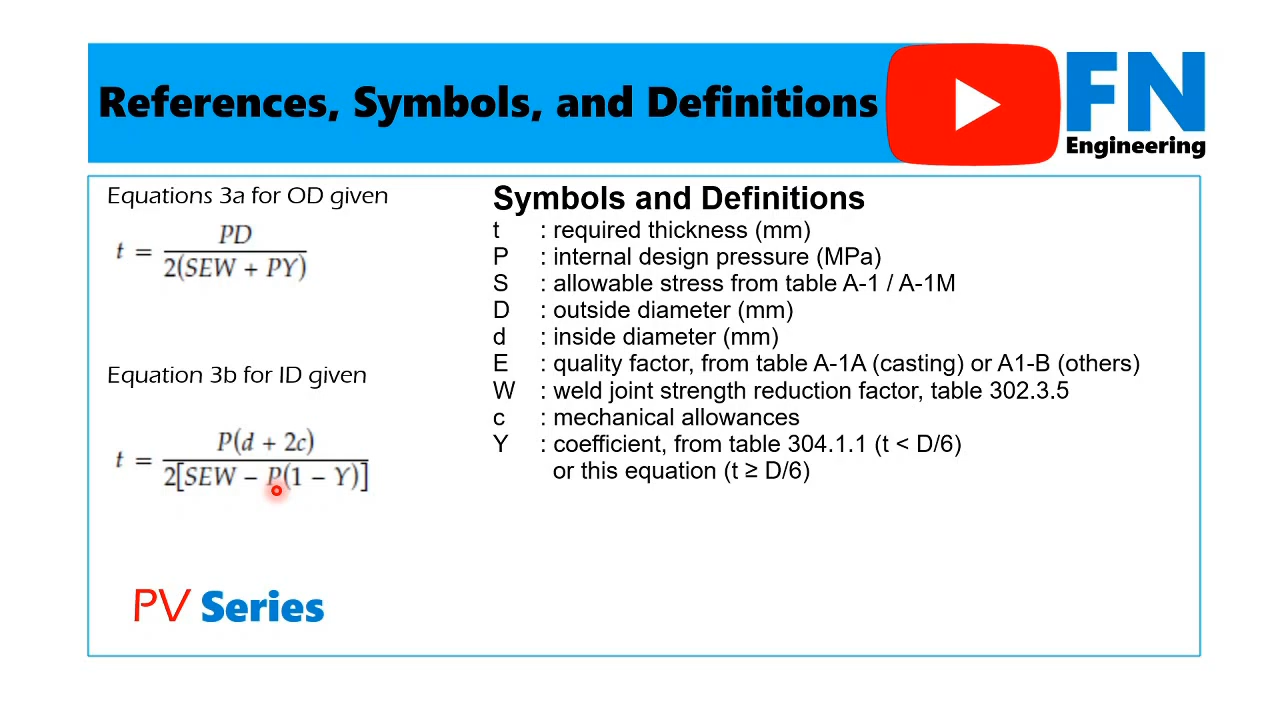 References, Symbols, and Definitions
FN
Engineering
Equations 3a for OD given
t = PD / 2(SEW + PY)
Equation 3b for ID given
t = P(d + 2c) / 2[SEW − P(1 − Y)]
PV Series
Symbols and Definitions
t : required thickness (mm)
P : internal design pressure (MPa)
S : allowable stress from table A-1 / A-1M
D : outside diameter (mm)
d : inside diameter (mm)
E : quality factor, from table A-1A (casting) or A1-B (others)
W : weld joint strength reduction factor, table 302.3.5
c : mechanical allowances
Y : coefficient, from table 304.1.1 (t < D/6)
or this equation (t ≥ D/6)